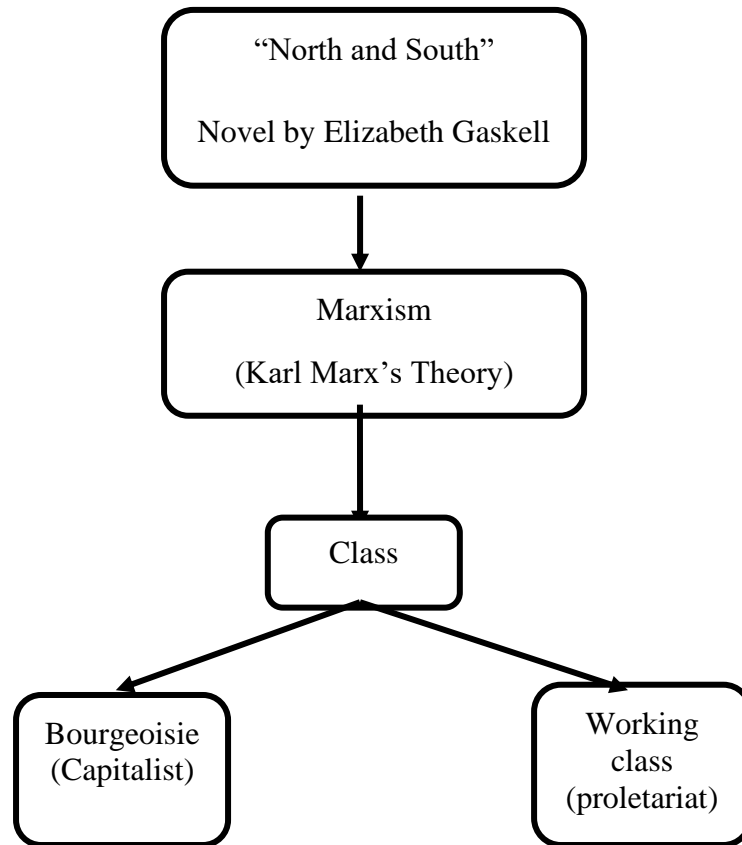 “North and South”
Novel by Elizabeth Gaskell
Marxism
(Karl Marx’s Theory)
Class
Bourgeoisie
(Capitalist)
Working
class
(proletariat)